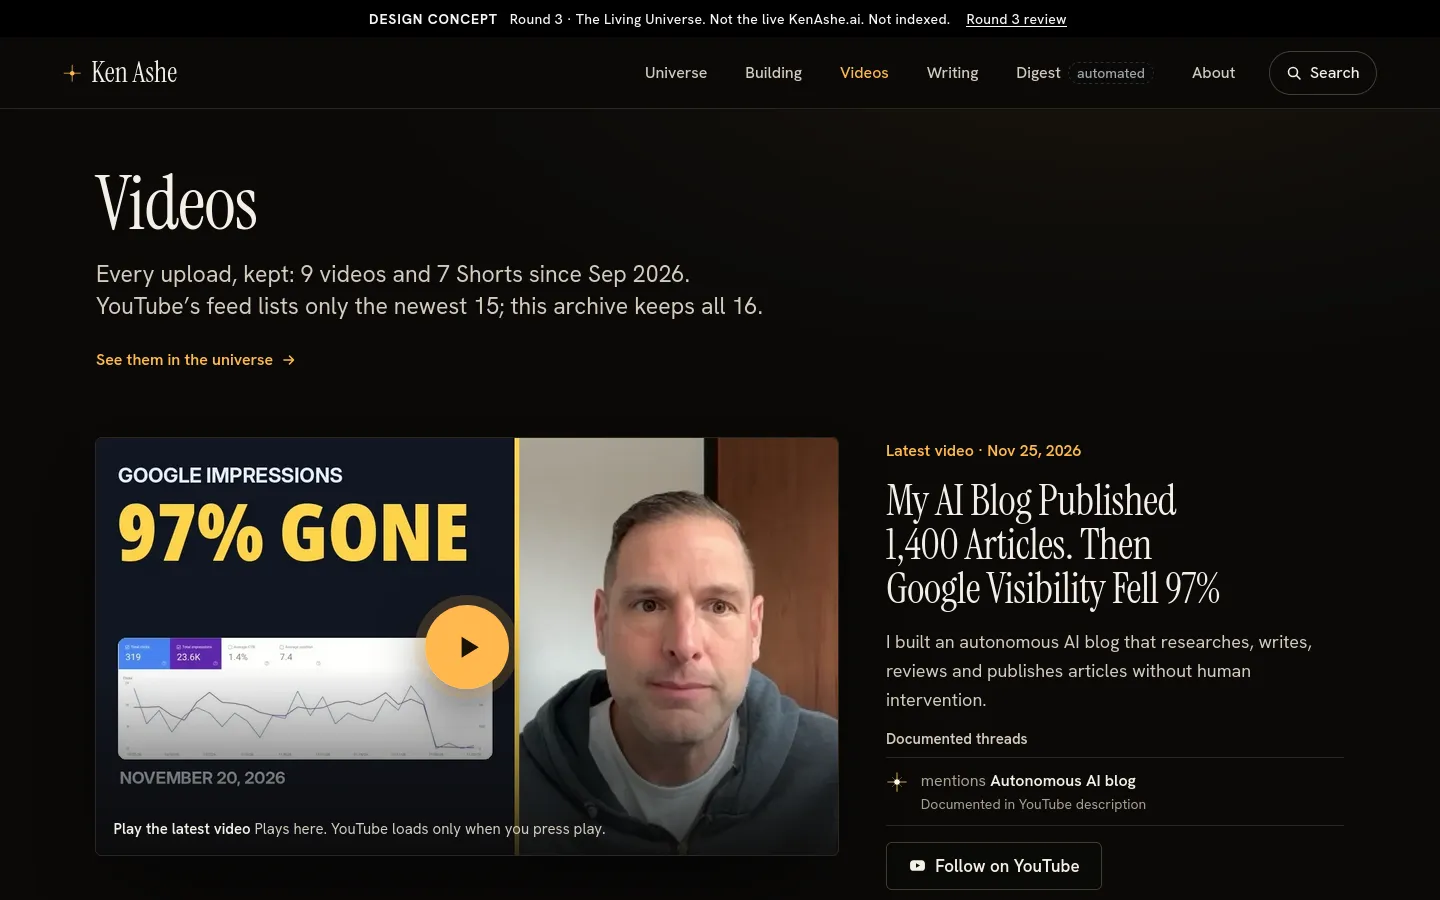 DESIGN CONCEPT Round 3 · The Living Universe. Not the live KenAshe.ai. Not indexed. Round 3 review
Ken Ashe
Universe Building Videos Writing Digest automated About Search
Videos
Every upload, kept: 9 videos and 7 Shorts since Sep 2026.
YouTube’s feed lists only the newest 15; this archive keeps all 16.
See them in the universe →
GOOGLE IMPRESSIONS
97% GONE
319 23.6K 1.4% 7.4
NOVEMBER 20, 2026
Play the latest video Plays here. YouTube loads only when you press play.
Latest video · Nov 25, 2026
My AI Blog Published
1,400 Articles. Then
Google Visibility Fell 97%
I built an autonomous AI blog that researches, writes,
reviews and publishes articles without human
intervention.
Documented threads
mentions Autonomous AI blog
Documented in YouTube description
Follow on YouTube